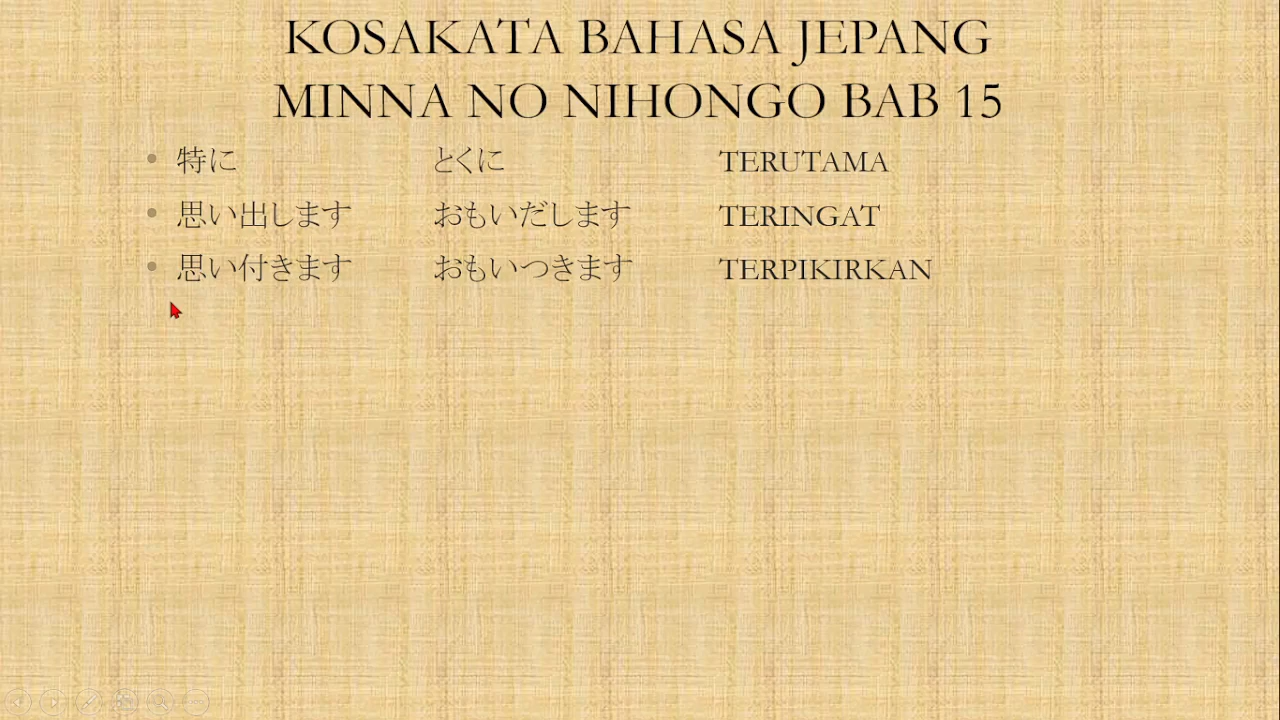 KOSAKATA BAHASA JEPANG
MINNA NO NIHONGO BAB 15
特に とくに TERUTAMA
思い出します おもいだします TERINGAT
思い付きます おもいつきます TERPIKIRKAN